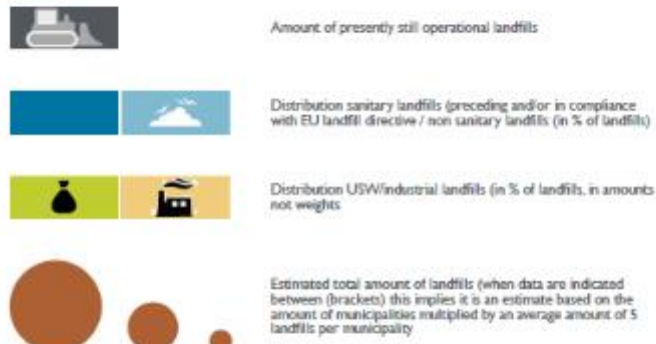 Amount of presently still operational landfills
Distribution sanitary landfills (preceding and/or in compliance
with EU landfill directive / non sanitary landfills (in % of landfills)
Distribution USW/industrial landfills (in % of landfills, in amounts
not weights
Estimated total amount of landfills (when data are indicated
between (brackets) this implies it is an estimate based on the
amount of municipalities multiplied by an average amount of 5
landfills per municipality